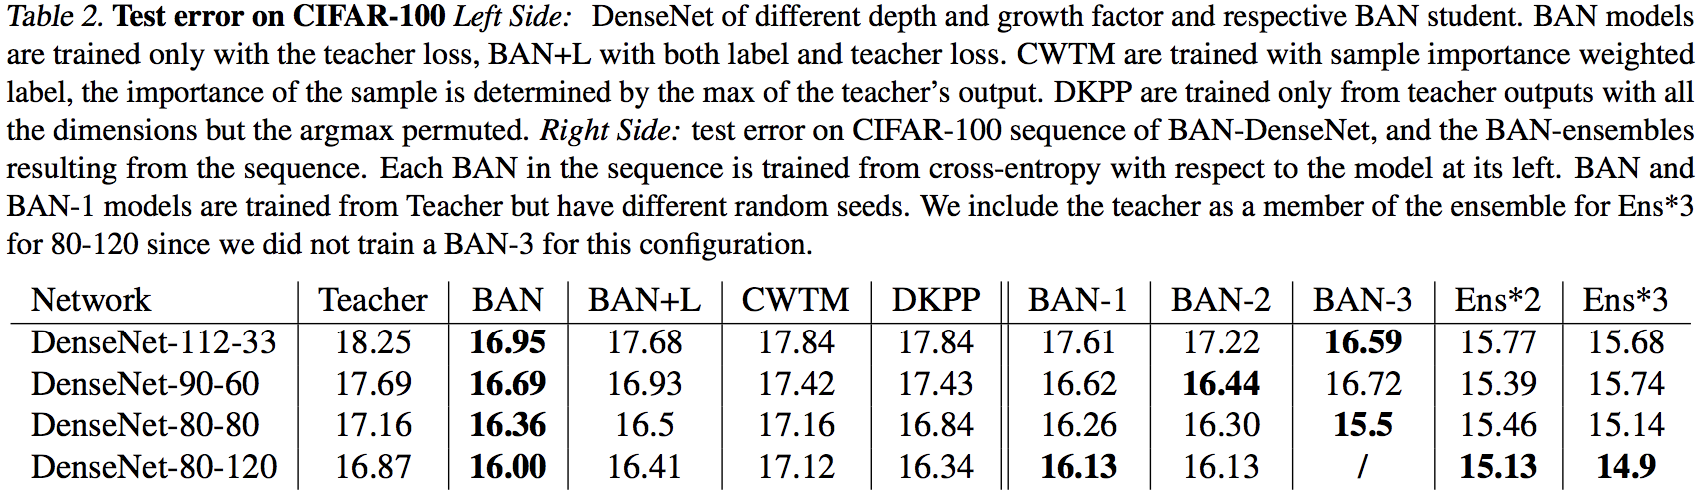 Table 2. Test error on CIFAR-100 Left Side: DenseNet of different depth and growth factor and respective BAN student. BAN models
are trained only with the teacher loss, BAN+L with both label and teacher loss. CWTM are trained with sample importance weighted
label, the importance of the sample is determined by the max of the teacher's output. DKPP are trained only from teacher outputs with all
the dimensions but the argmax permuted. Right Side: test error on CIFAR-100 sequence of BAN-DenseNet, and the BAN-ensembles
resulting from the sequence. Each BAN in the sequence is trained from cross-entropy with respect to the model at its left. BAN and
BAN-1 models are trained from Teacher but have different random seeds. We include the teacher as a member of the ensemble for Ens*3
for 80-120 since we did not train a BAN-3 for this configuration.
Network Teacher BAN BAN+L CWTM DKPP BAN-1 BAN-2 BAN-3 Ens*2 Ens*3
DenseNet-112-33 18.25 16.95 17.68 17.84 17.84 17.61 17.22 16.59 15.77 15.68
DenseNet-90-60 17.69 16.69 16.93 17.42 17.43 16.62 16.44 16.72 15.39 15.74
DenseNet-80-80 17.16 16.36 16.5 17.16 16.84 16.26 16.30 15.5 15.46 15.14
DenseNet-80-120 16.87 16.00 16.41 17.12 16.34 16.13 16.13 / 15.13 14.9